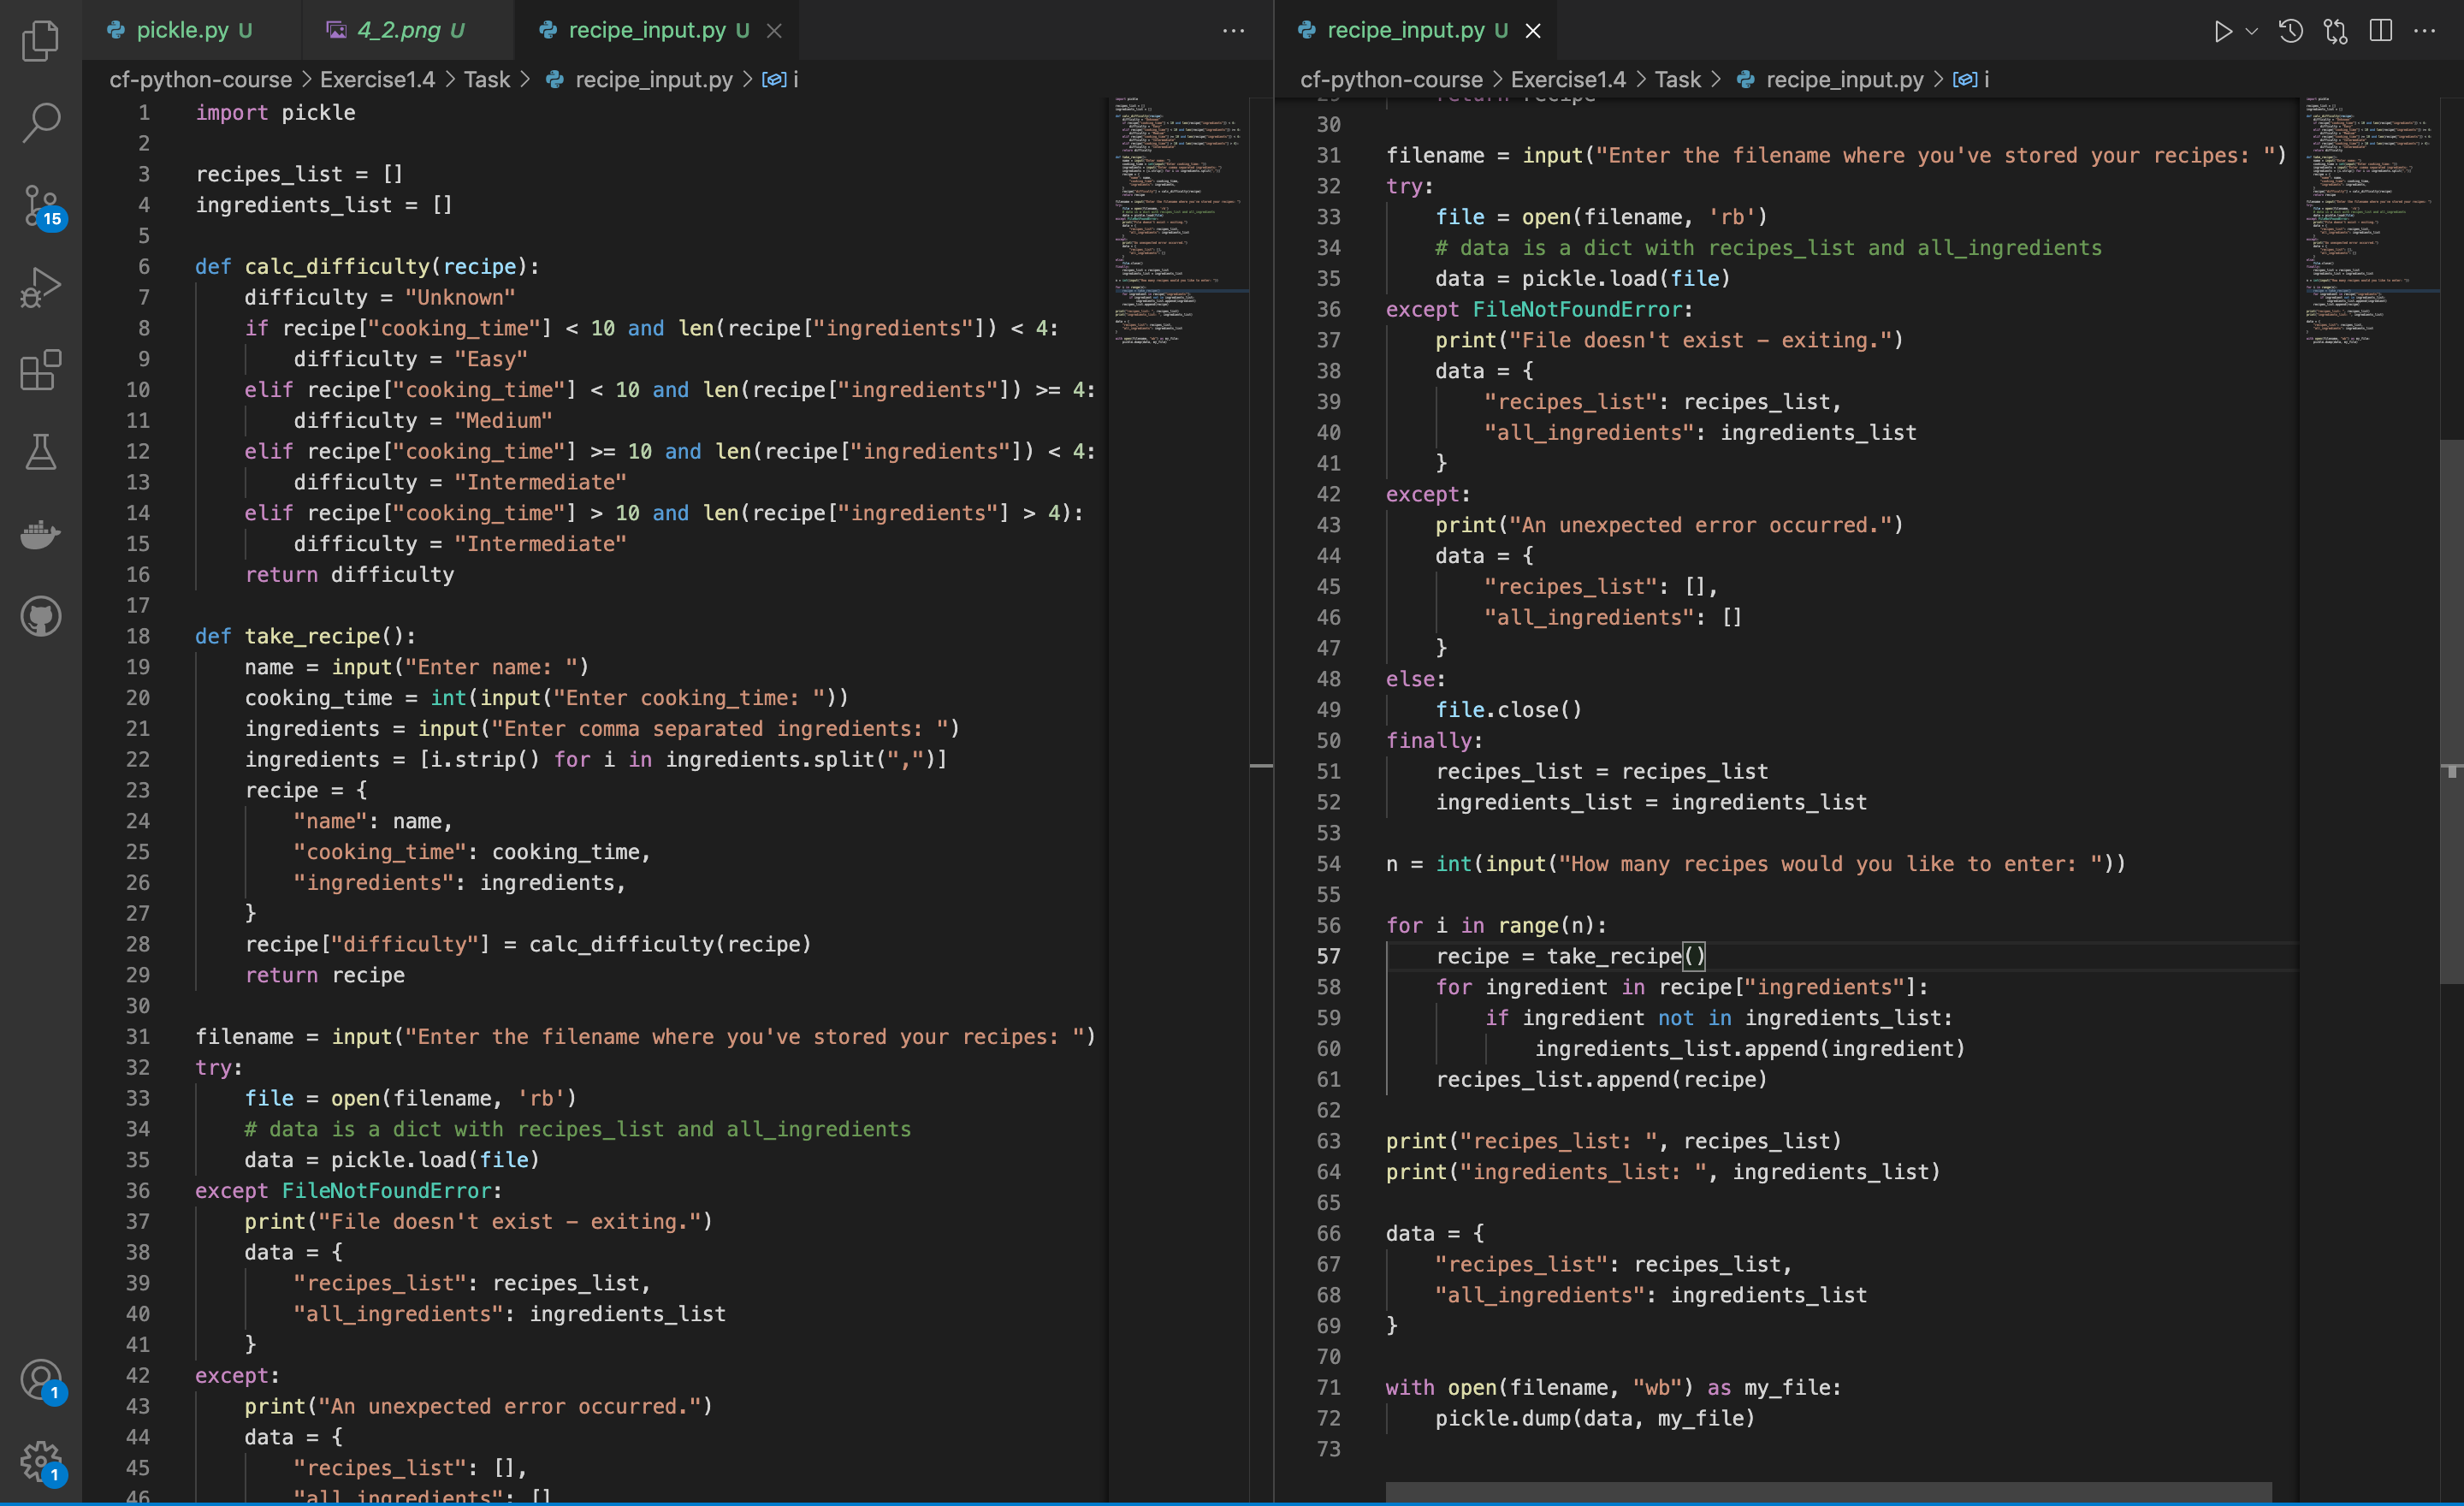 pickle.py U
4_2.png U
recipe_input.py U
cf-python-course > Exercise1.4 > Task > recipe_input.py > i
1 import pickle
2
3 recipes_list = []
4 ingredients_list = []
5
6 def calc_difficulty(recipe):
7     difficulty = "Unknown"
8     if recipe["cooking_time"] < 10 and len(recipe["ingredients"]) < 4:
9         difficulty = "Easy"
10     elif recipe["cooking_time"] < 10 and len(recipe["ingredients"]) >= 4:
11         difficulty = "Medium"
12     elif recipe["cooking_time"] >= 10 and len(recipe["ingredients"]) < 4:
13         difficulty = "Intermediate"
14     elif recipe["cooking_time"] > 10 and len(recipe["ingredients"] > 4):
15         difficulty = "Intermediate"
16     return difficulty
17
18 def take_recipe():
19     name = input("Enter name: ")
20     cooking_time = int(input("Enter cooking_time: "))
21     ingredients = input("Enter comma separated ingredients: ")
22     ingredients = [i.strip() for i in ingredients.split(",")]
23     recipe = {
24         "name": name,
25         "cooking_time": cooking_time,
26         "ingredients": ingredients,
27     }
28     recipe["difficulty"] = calc_difficulty(recipe)
29     return recipe
30
31 filename = input("Enter the filename where you've stored your recipes: ")
32 try:
33     file = open(filename, 'rb')
34     # data is a dict with recipes_list and all_ingredients
35     data = pickle.load(file)
36 except FileNotFoundError:
37     print("File doesn't exist – exiting.")
38     data = {
39         "recipes_list": recipes_list,
40         "all_ingredients": ingredients_list
41     }
42 except:
43     print("An unexpected error occurred.")
44     data = {
45         "recipes_list": [],
46         "all_ingredients": []
15
1
1
recipe_input.py U
cf-python-course > Exercise1.4 > Task > recipe_input.py > i
29     return recipe
30
31 filename = input("Enter the filename where you've stored your recipes: ")
32 try:
33     file = open(filename, 'rb')
34     # data is a dict with recipes_list and all_ingredients
35     data = pickle.load(file)
36 except FileNotFoundError:
37     print("File doesn't exist – exiting.")
38     data = {
39         "recipes_list": recipes_list,
40         "all_ingredients": ingredients_list
41     }
42 except:
43     print("An unexpected error occurred.")
44     data = {
45         "recipes_list": [],
46         "all_ingredients": []
47     }
48 else:
49     file.close()
50 finally:
51     recipes_list = recipes_list
52     ingredients_list = ingredients_list
53
54 n = int(input("How many recipes would you like to enter: "))
55
56 for i in range(n):
57     recipe = take_recipe()
58     for ingredient in recipe["ingredients"]:
59         if ingredient not in ingredients_list:
60             ingredients_list.append(ingredient)
61     recipes_list.append(recipe)
62
63 print("recipes_list: ", recipes_list)
64 print("ingredients_list: ", ingredients_list)
65
66 data = {
67     "recipes_list": recipes_list,
68     "all_ingredients": ingredients_list
69 }
70
71 with open(filename, "wb") as my_file:
72     pickle.dump(data, my_file)
73